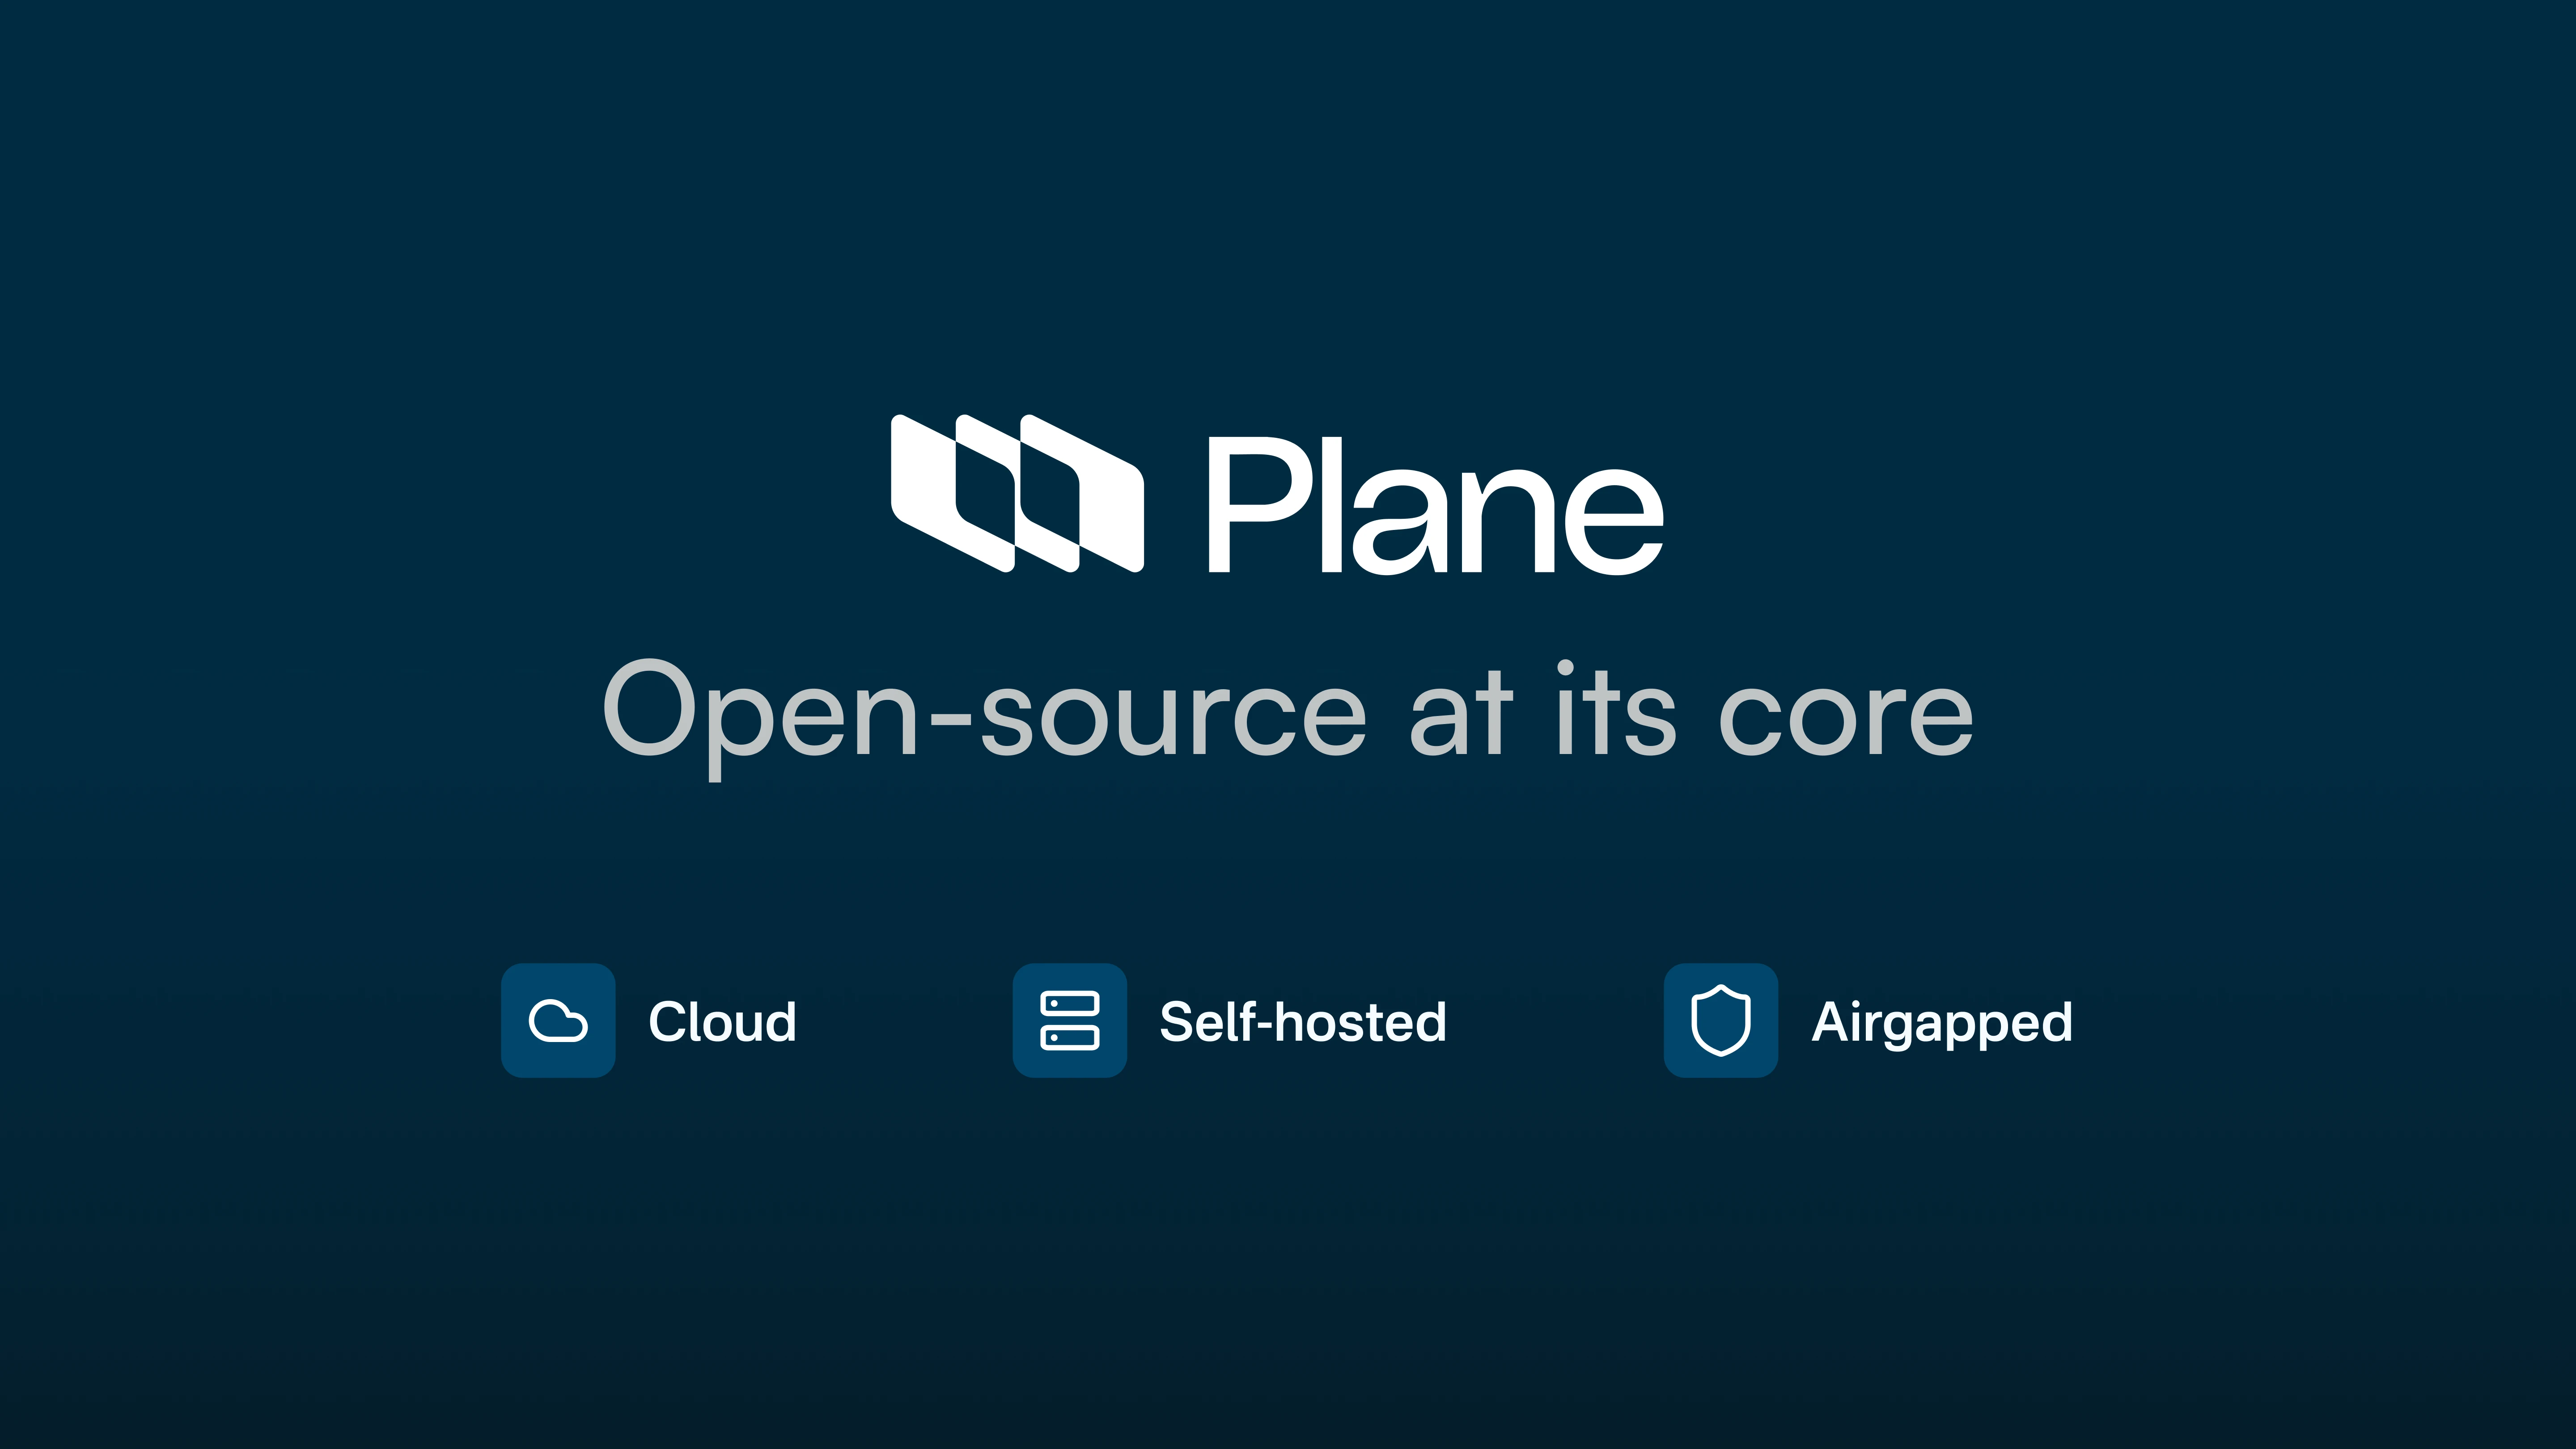 Plane
Open-source at its core
Cloud
Self-hosted
Airgapped